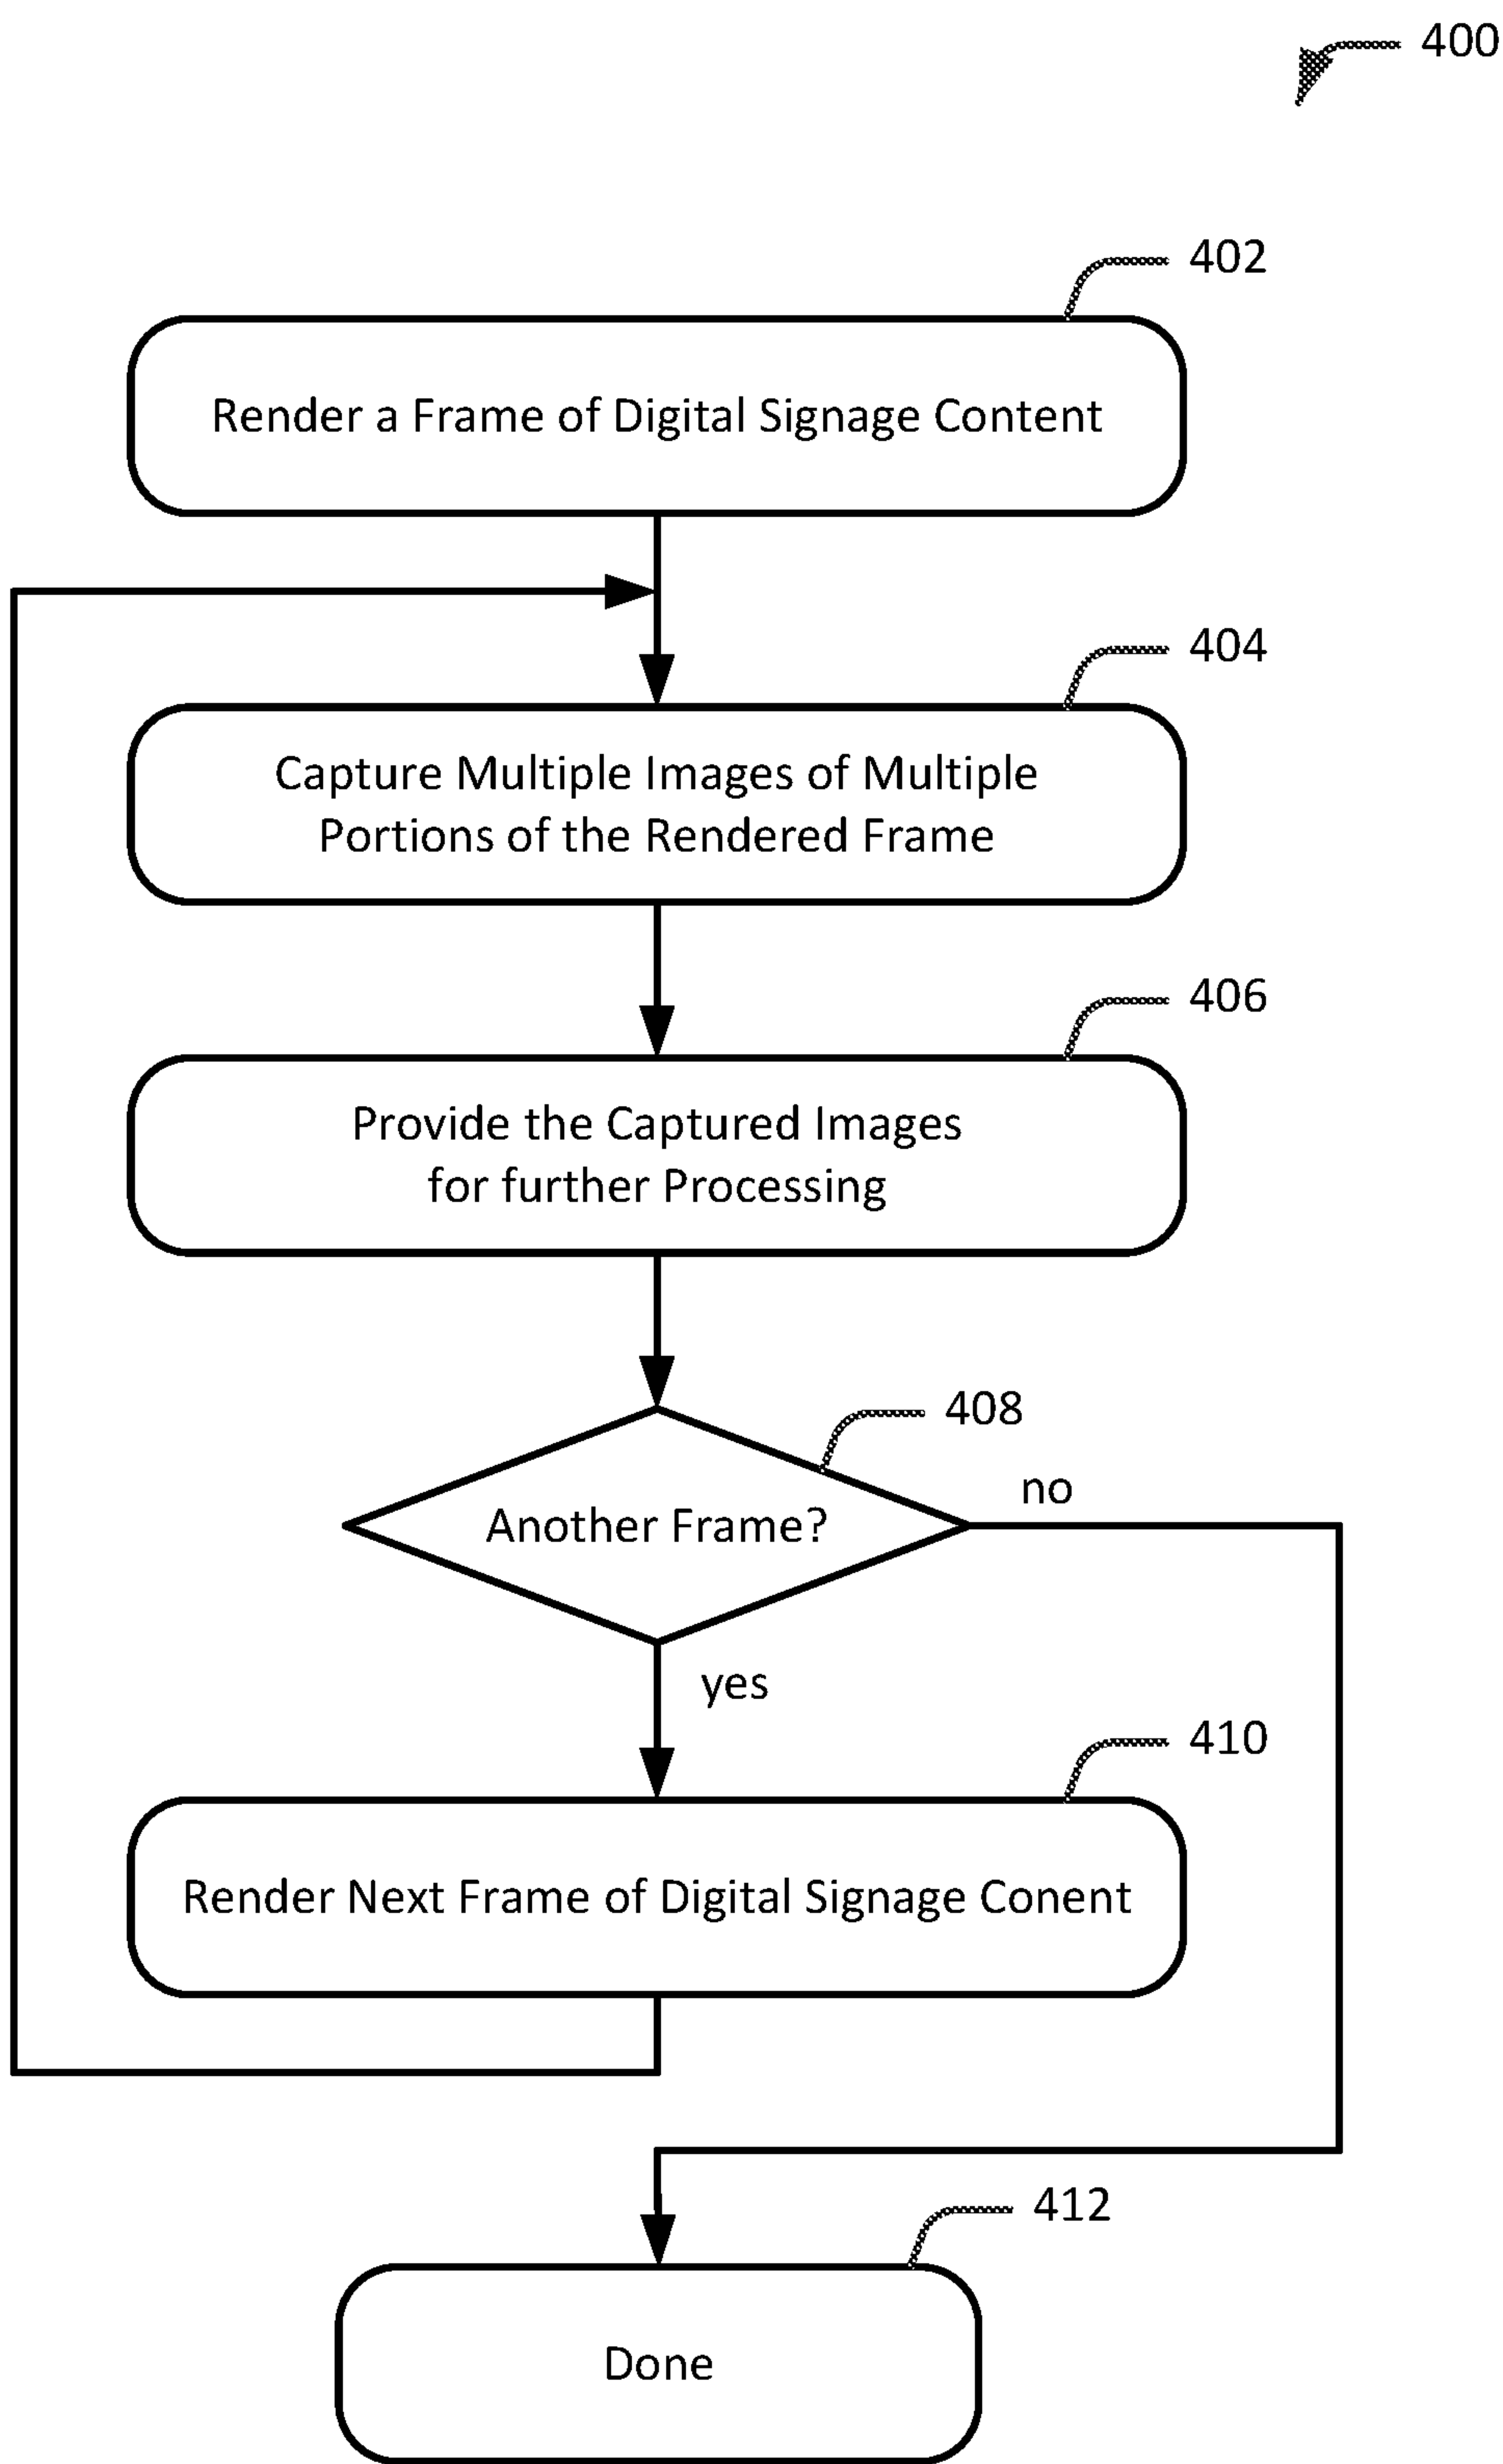 400
402
Render a Frame of Digital Signage Content
404
Capture Multiple Images of Multiple
Portions of the Rendered Frame
406
Provide the Captured Images
for further Processing
408
no
Another Frame?
yes
410
Render Next Frame of Digital Signage Conent
412
Done